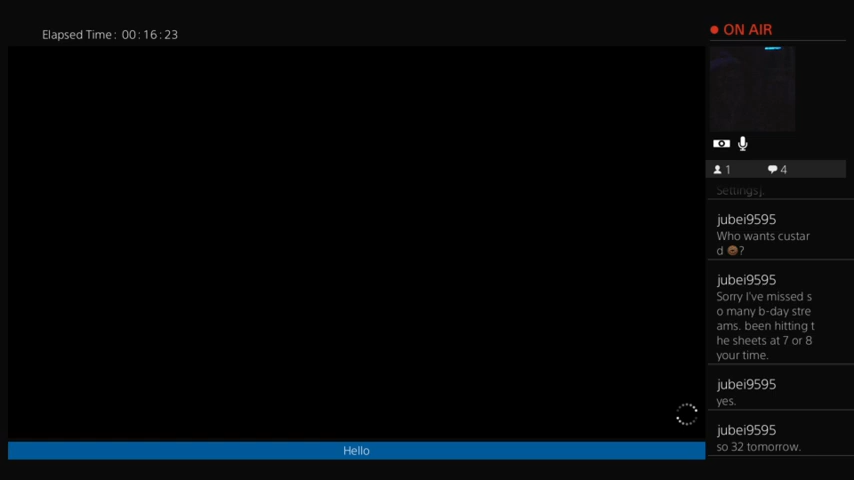 Elapsed Time: 00:16:23
ON AIR
1
4
Settings].
jubei9595
Who wants custar
d 🍩?
jubei9595
Sorry I've missed s
o many b-day stre
ams. been hitting t
he sheets at 7 or 8
your time.
jubei9595
yes.
jubei9595
so 32 tomorrow.
Hello